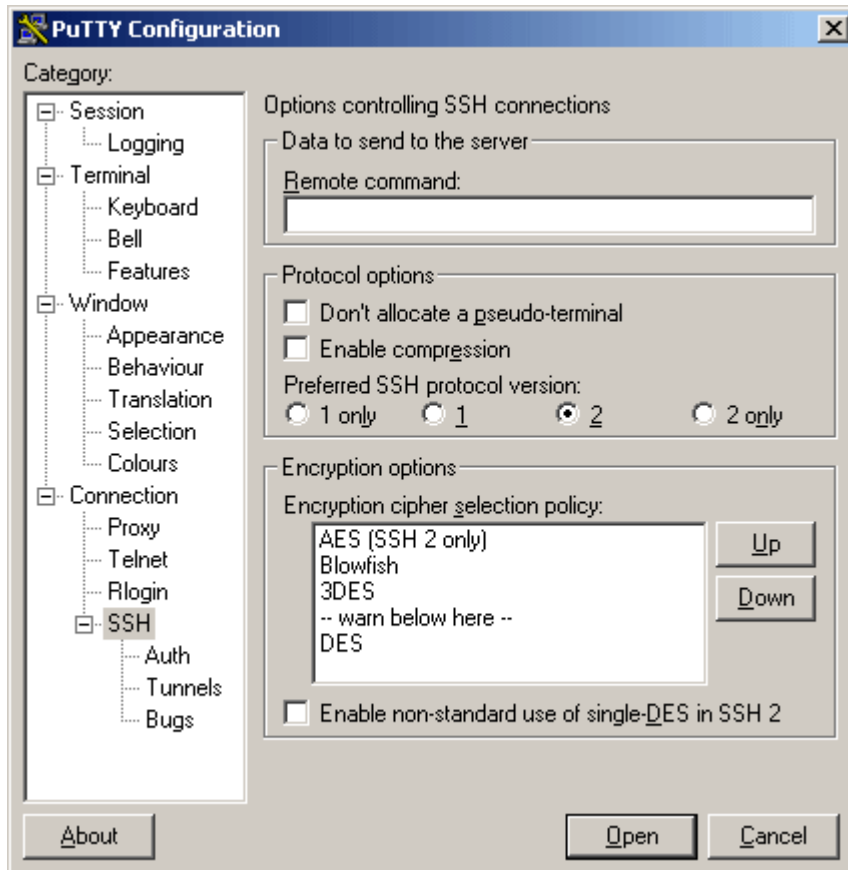 PuTTY Configuration
Category:
Session
Logging
Terminal
Keyboard
Bell
Features
Window
Appearance
Behaviour
Translation
Selection
Colours
Connection
Proxy
Telnet
Rlogin
SSH
Auth
Tunnels
Bugs
Options controlling SSH connections
Data to send to the server
Remote command:
Protocol options
Don't allocate a pseudo-terminal
Enable compression
Preferred SSH protocol version:
1 only 1 2 2 only
Encryption options
Encryption cipher selection policy:
AES (SSH 2 only)
Blowfish
3DES
-- warn below here --
DES
Up
Down
Enable non-standard use of single-DES in SSH 2
About
Open
Cancel